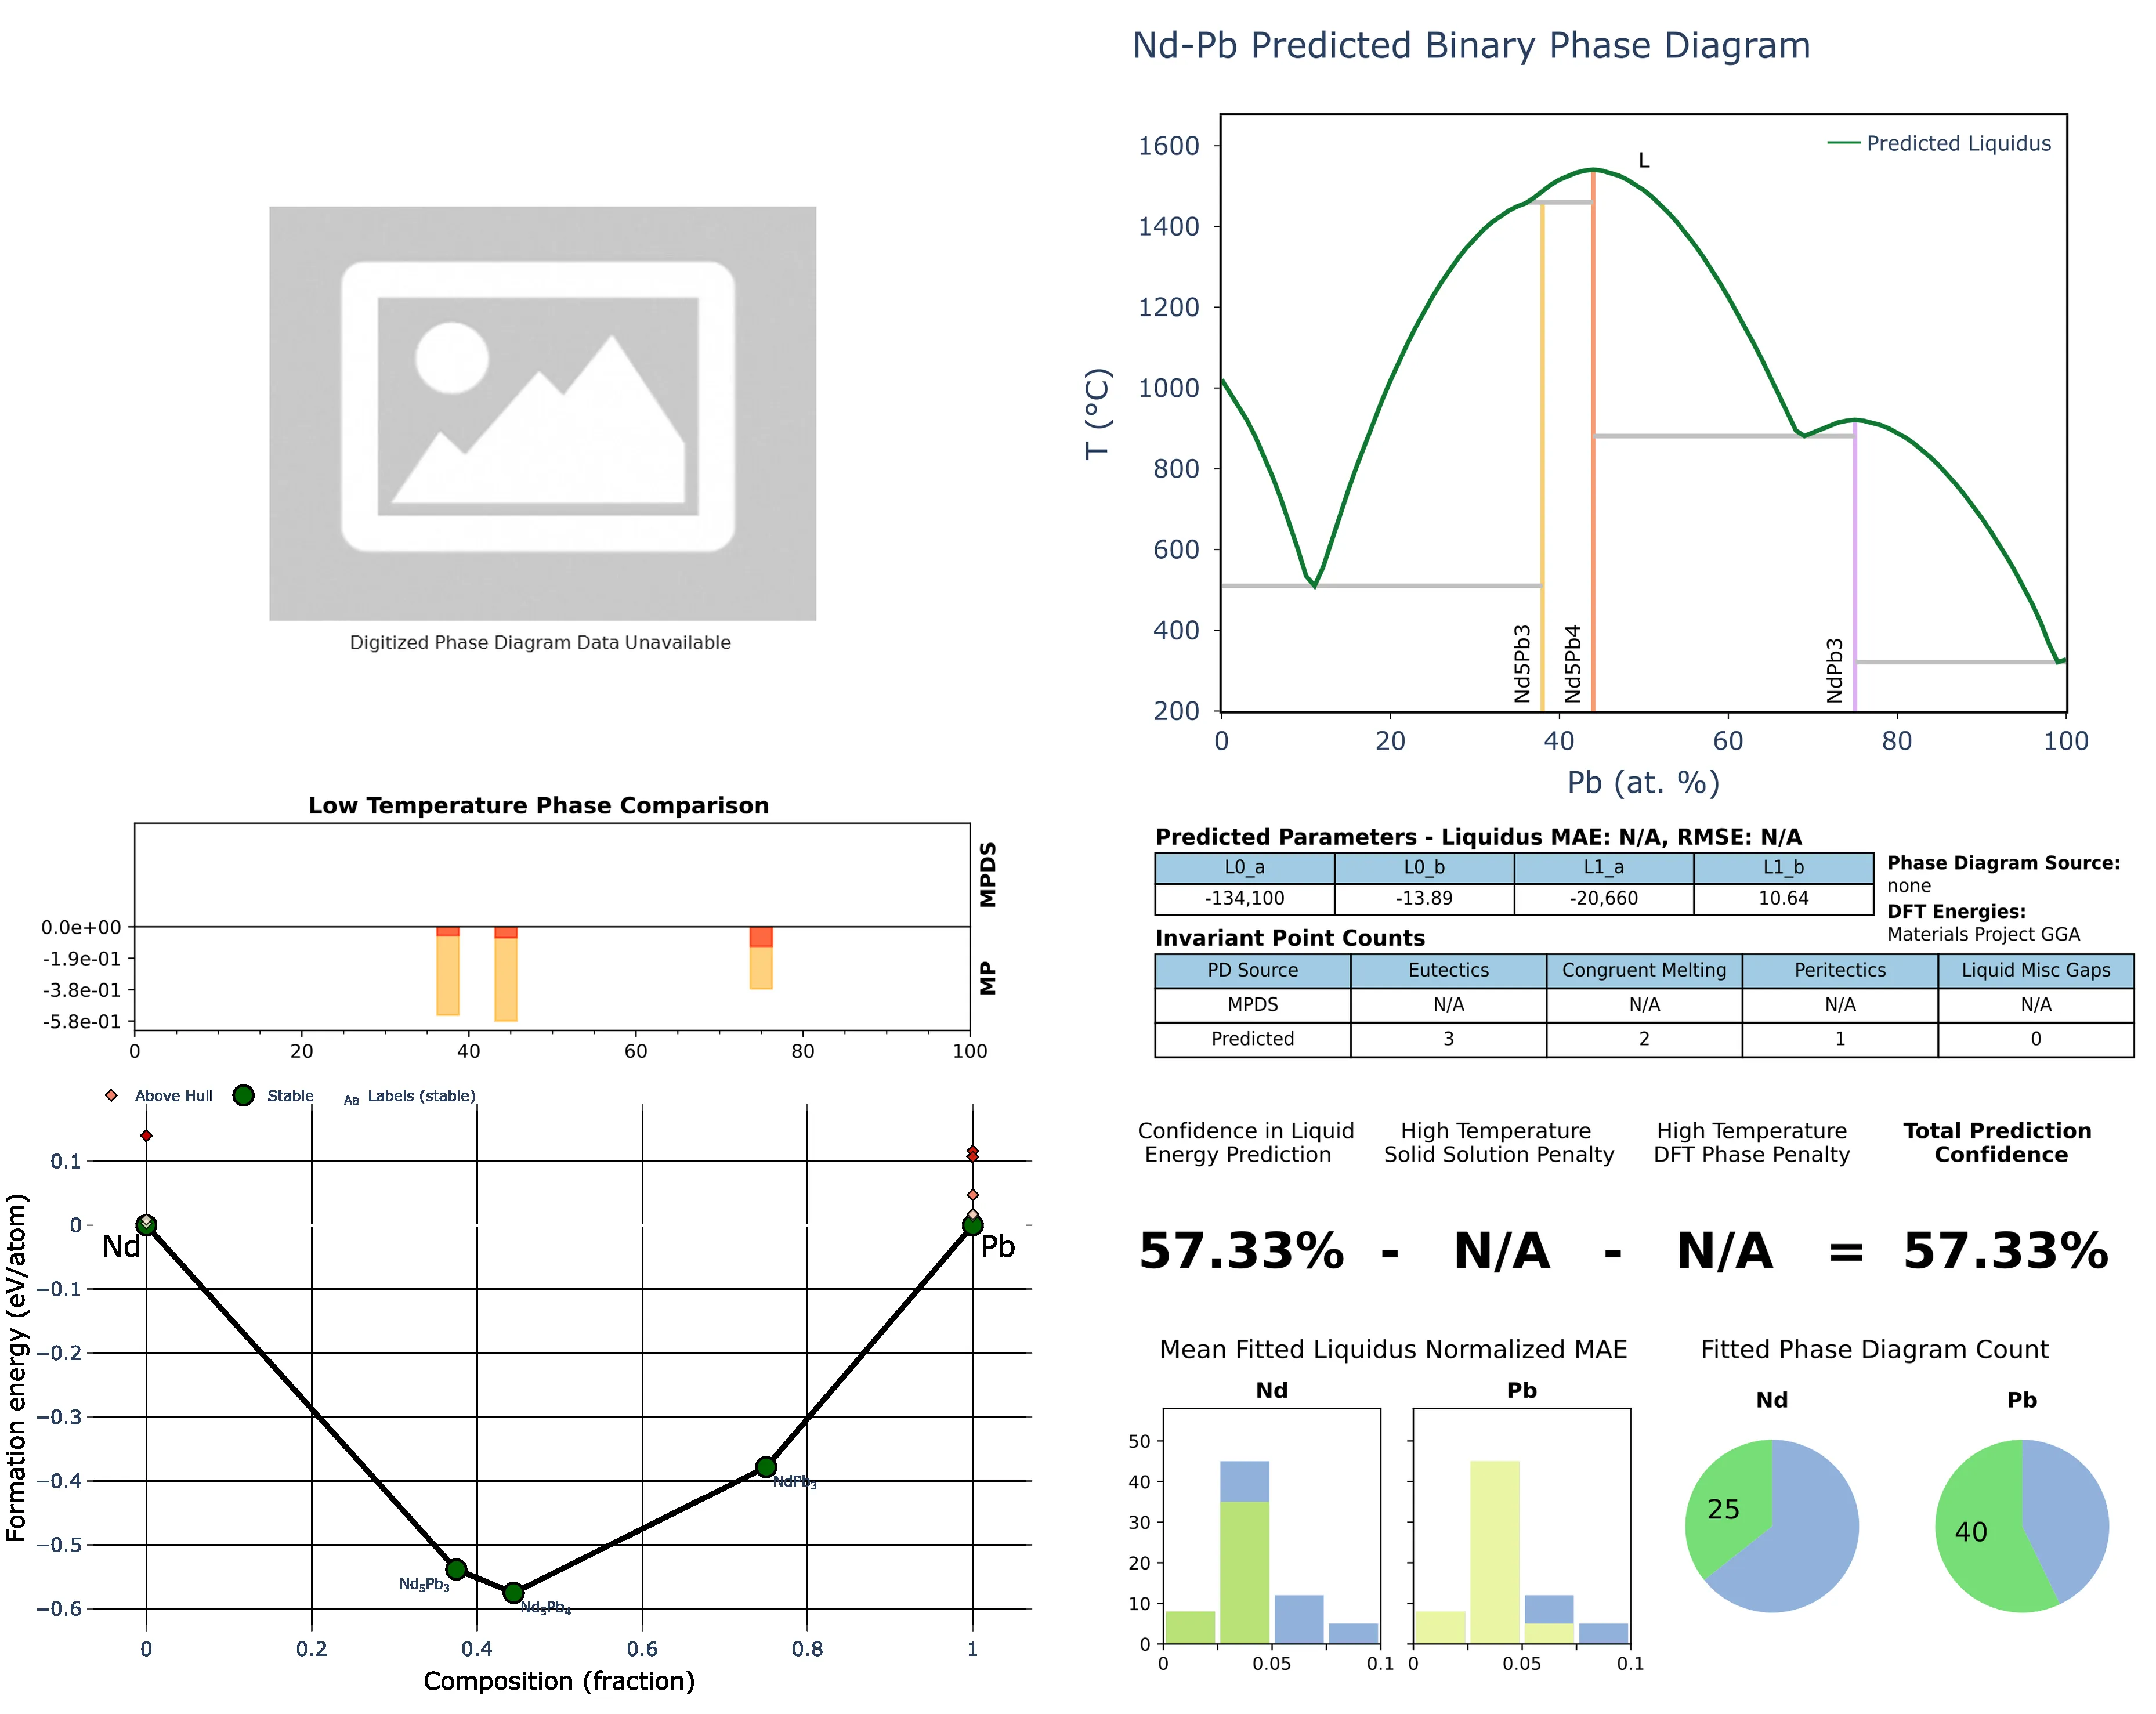 Nd-Pb Predicted Binary Phase Diagram
Digitized Phase Diagram Data Unavailable
1600
1400
1200
1000
800
600
400
200
T (°C)
Predicted Liquidus
L
Nd5Pb3
Nd5Pb4
NdPb3
0 20 40 60 80 100
Pb (at. %)
Low Temperature Phase Comparison
MPDS
MP
0.0e+00
-1.9e-01
-3.8e-01
-5.8e-01
0 20 40 60 80 100
Predicted Parameters - Liquidus MAE: N/A, RMSE: N/A
L0_a L0_b L1_a L1_b
-134,100 -13.89 -20,660 10.64
Phase Diagram Source:
none
DFT Energies:
Materials Project GGA
Invariant Point Counts
PD Source Eutectics Congruent Melting Peritectics Liquid Misc Gaps
MPDS N/A N/A N/A N/A
Predicted 3 2 1 0
Above Hull Stable Aa Labels (stable)
0.1
0
−0.1
−0.2
−0.3
−0.4
−0.5
−0.6
Formation energy (eV/atom)
Nd
Pb
Nd₅Pb₃
Nd₅Pb₄
NdPb₃
0 0.2 0.4 0.6 0.8 1
Composition (fraction)
Confidence in Liquid
Energy Prediction
High Temperature
Solid Solution Penalty
High Temperature
DFT Phase Penalty
Total Prediction
Confidence
57.33% - N/A - N/A = 57.33%
Mean Fitted Liquidus Normalized MAE
Nd
Pb
50
40
30
20
10
0
0 0.05 0.1
0 0.05 0.1
Fitted Phase Diagram Count
Nd
25
Pb
40